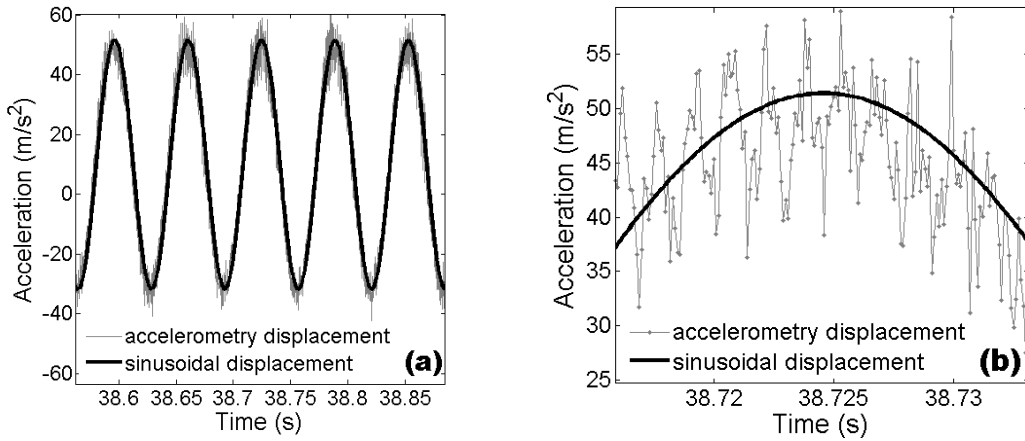 60
40
20
0
-20
-40
-60
Acceleration (m/s²)
accelerometry displacement
sinusoidal displacement
(a)
38.6 38.65 38.7 38.75 38.8 38.85
Time (s)
55
50
45
40
35
30
25
Acceleration (m/s²)
accelerometry displacement
sinusoidal displacement
(b)
38.72 38.725 38.73
Time (s)